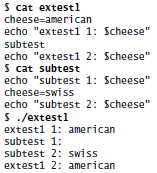 $ cat extest1
cheese=american
echo "extest1 1: $cheese"
subtest
echo "extest1 2: $cheese"
$ cat subtest
echo "subtest 1: $cheese"
cheese=swiss
echo "subtest 2: $cheese"
$ ./extest1
extest1 1: american
subtest 1:
subtest 2: swiss
extest1 2: american